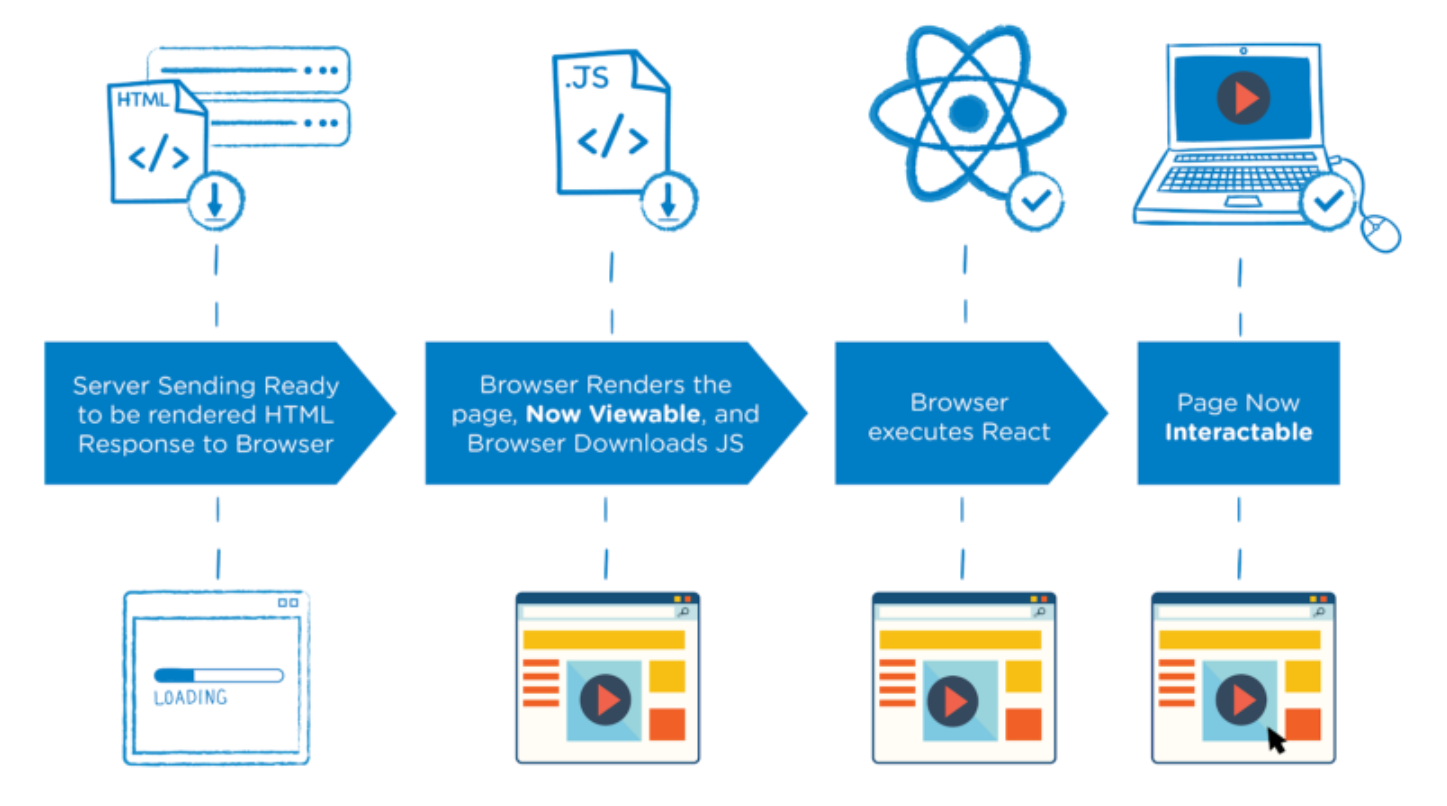 HTML
</>
.JS
</>
Server Sending Ready
to be rendered HTML
Response to Browser
Browser Renders the
page, Now Viewable, and
Browser Downloads JS
Browser
executes React
Page Now
Interactable
LOADING